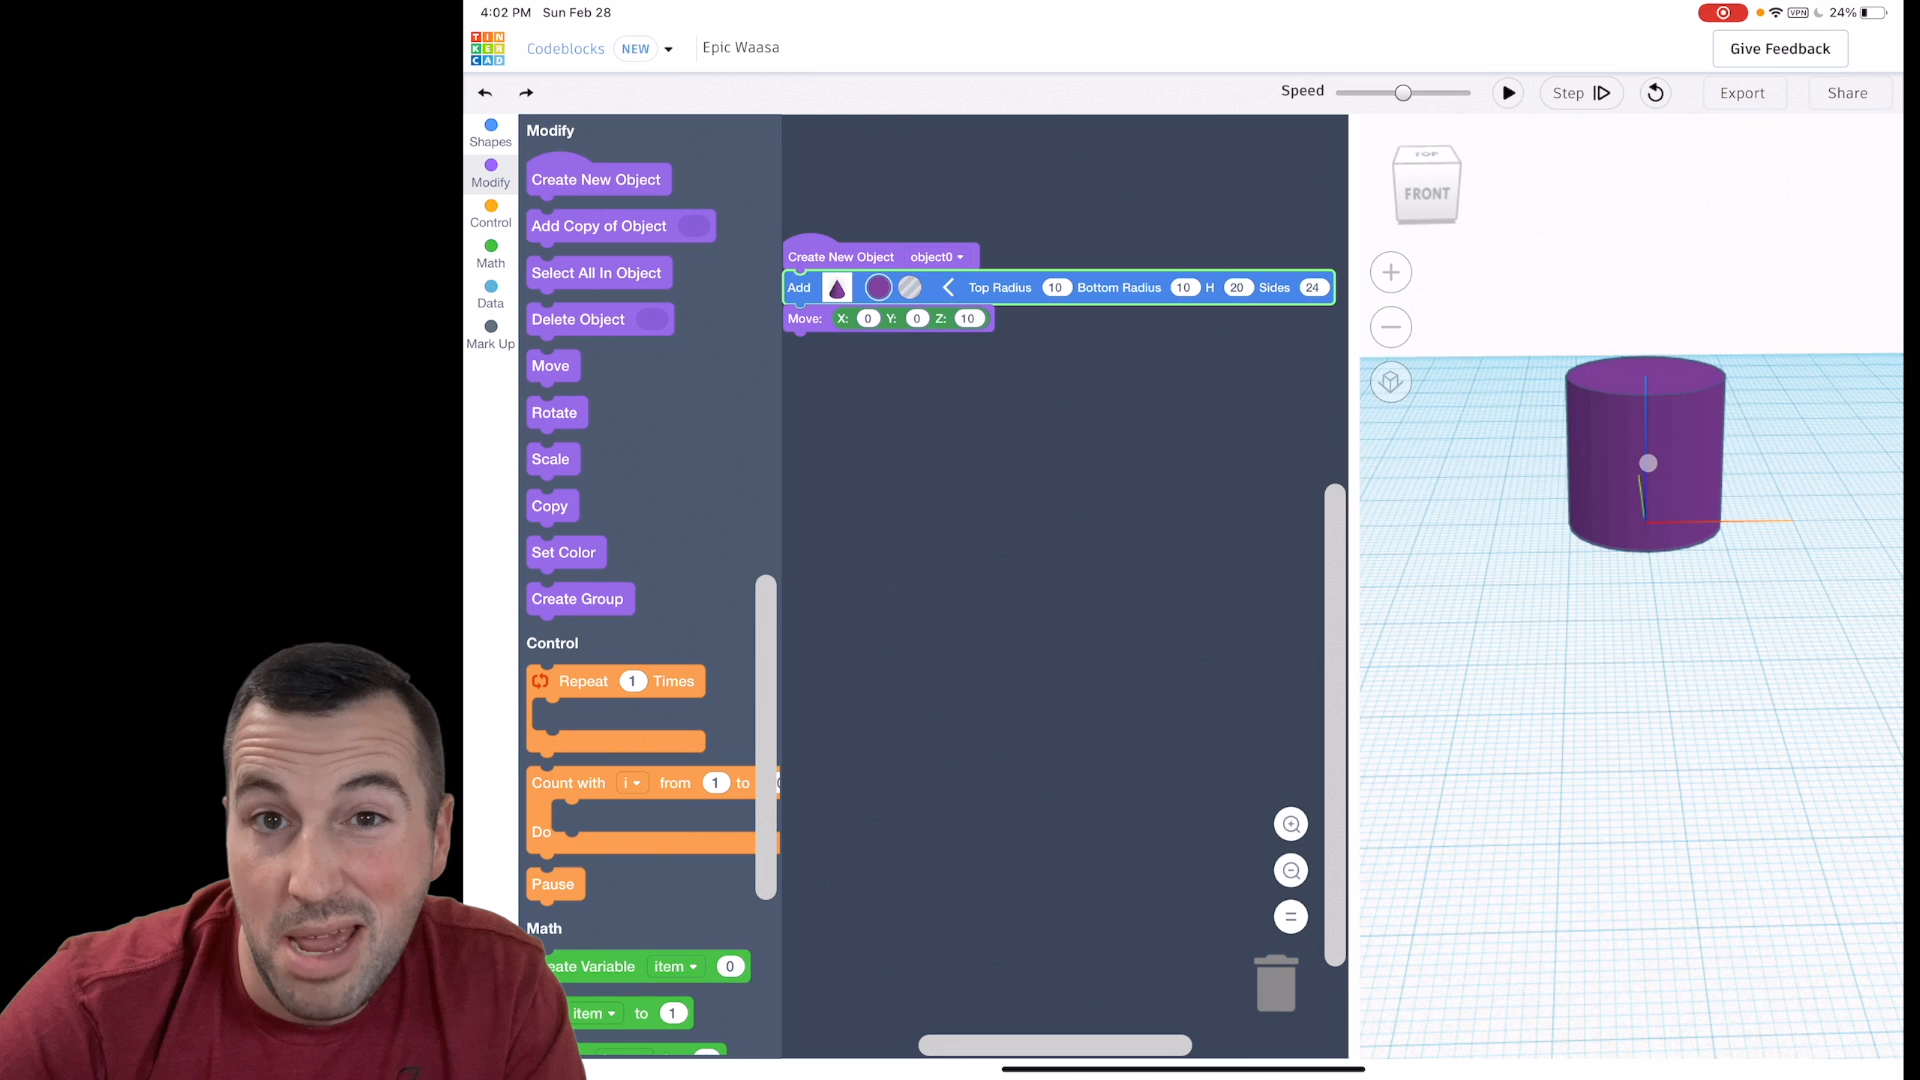 4:02 PM Sun Feb 28
VPN 24%
TIN
KER
CAD
Codeblocks NEW Epic Waasa
Give Feedback
Speed Step Export Share
Shapes
Modify
Control
Math
Data
Mark Up
Modify
Create New Object
Add Copy of Object
Select All In Object
Delete Object
Move
Rotate
Scale
Copy
Set Color
Create Group
Control
Repeat 1 Times
Count with i from 1 to
Do
Pause
Math
eate Variable item 0
item to 1
Create New Object object0
Add Top Radius 10 Bottom Radius 10 H 20 Sides 24
Move: X: 0 Y: 0 Z: 10
TOP
FRONT